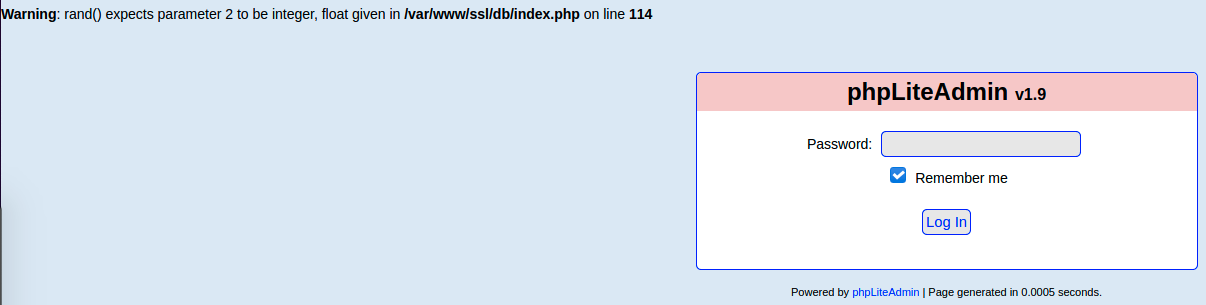 Warning: rand() expects parameter 2 to be integer, float given in /var/www/ssl/db/index.php on line 114
phpLiteAdmin v1.9
Password:
Remember me
Log In
Powered by phpLiteAdmin | Page generated in 0.0005 seconds.